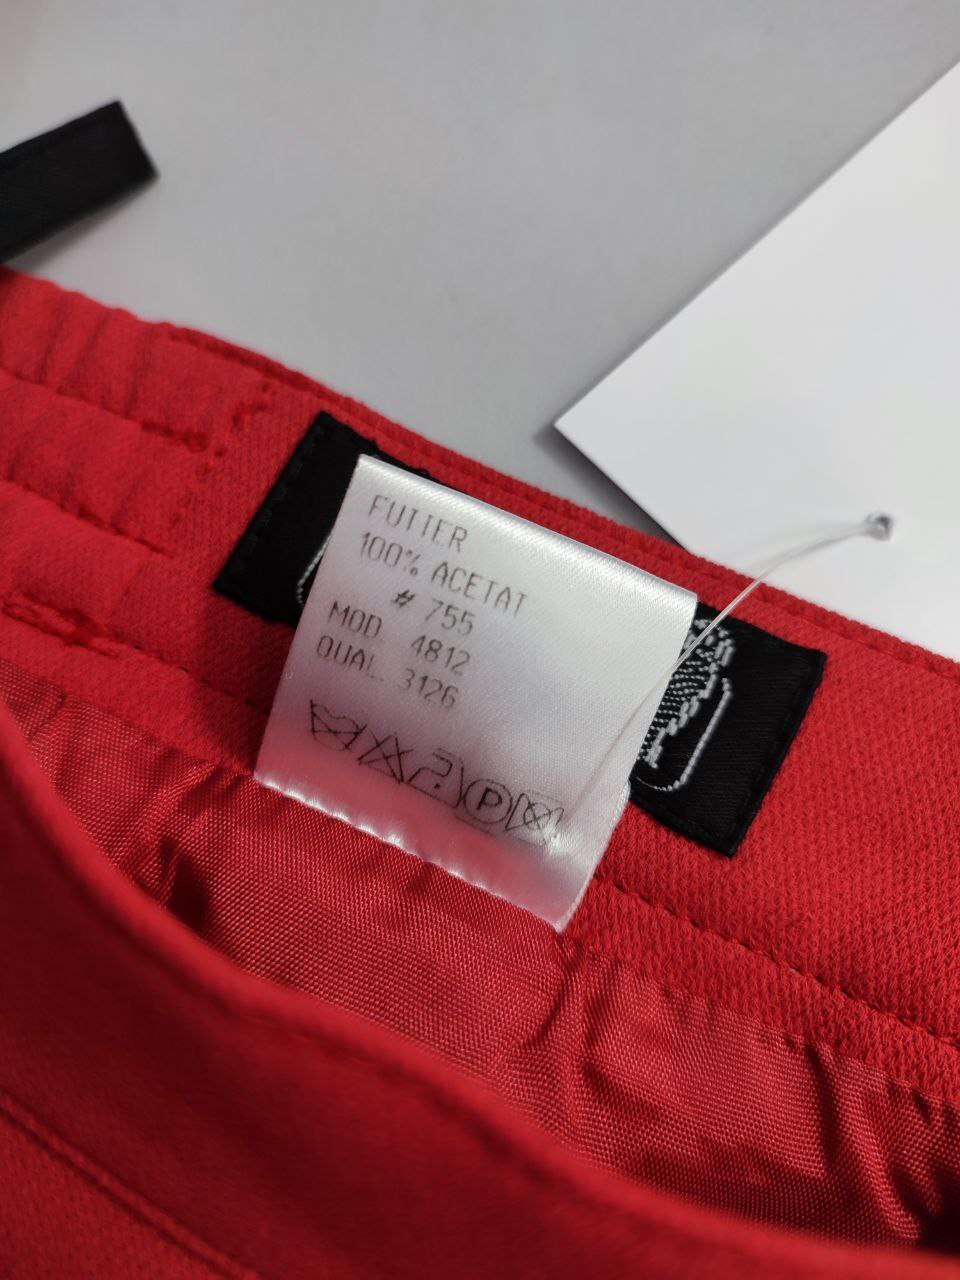 FUTTER
100% ACETAT
# 755
MOD. 4812
QUAL. 3126
P